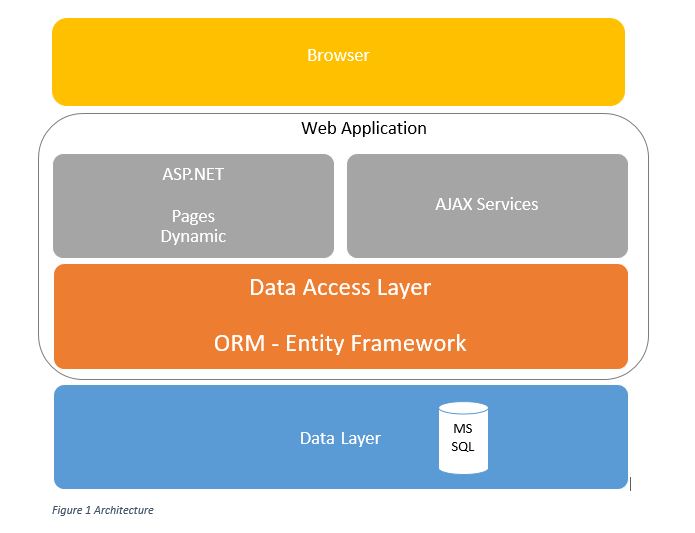 Browser
Web Application
ASP.NET
Pages
Dynamic
AJAX Services
Data Access Layer
ORM - Entity Framework
Data Layer
MS
SQL
Figure 1 Architecture